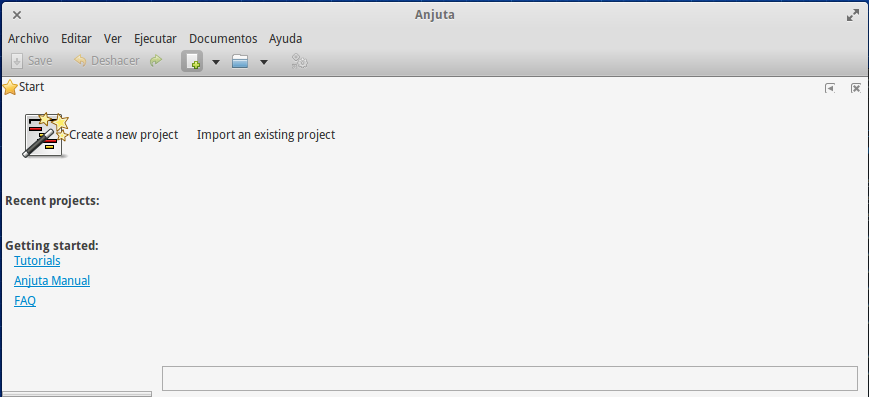 Anjuta
Archivo Editar Ver Ejecutar Documentos Ayuda
Save Deshacer
Start
Create a new project Import an existing project
Recent projects:
Getting started:
Tutorials
Anjuta Manual
FAQ